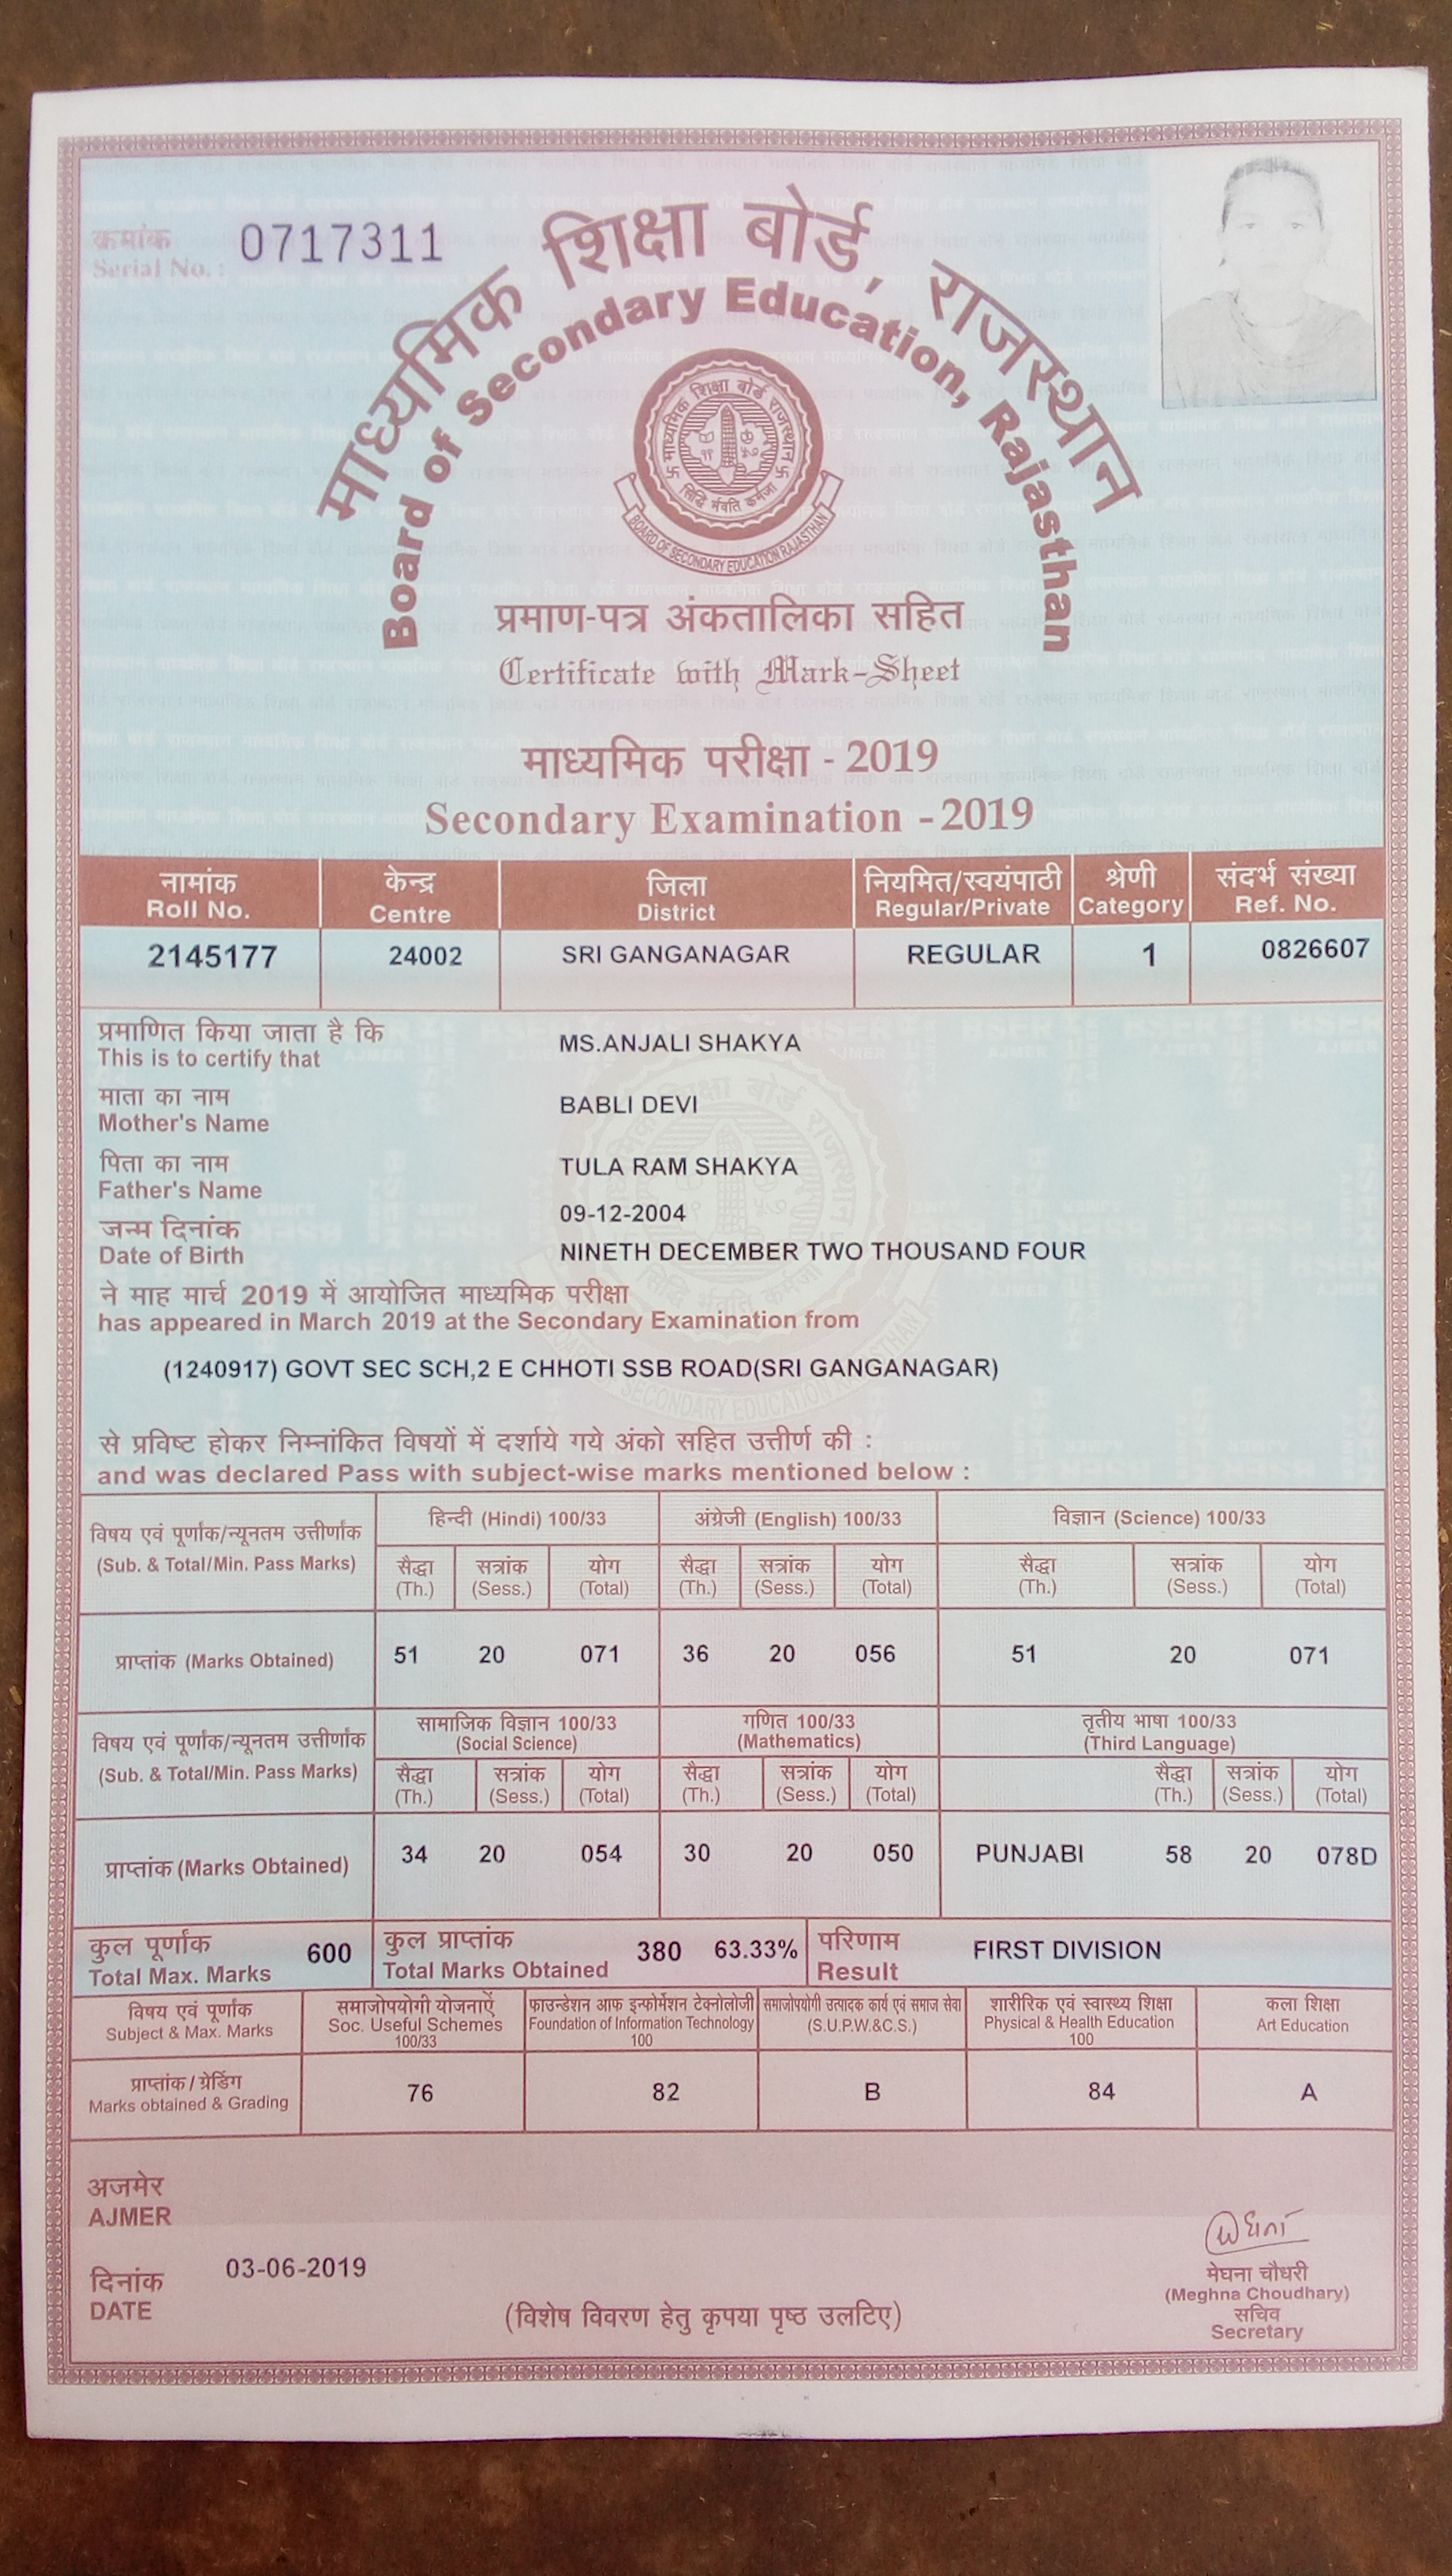 क्रमांक
Serial No. : 0717311
माध्यमिक शिक्षा बोर्ड, राजस्थान
Board of Secondary Education, Rajasthan
माध्यमिक शिक्षा बोर्ड राजस्थान
सिद्धि र्भवति कर्मजा
BOARD OF SECONDARY EDUCATION RAJASTHAN
प्रमाण-पत्र अंकतालिका सहित
Certificate with Mark-Sheet
माध्यमिक परीक्षा - 2019
Secondary Examination - 2019
नामांक केन्द्र जिला नियमित/स्वयंपाठी श्रेणी संदर्भ संख्या
Roll No. Centre District Regular/Private Category Ref. No.
2145177 24002 SRI GANGANAGAR REGULAR 1 0826607
प्रमाणित किया जाता है कि
This is to certify that MS.ANJALI SHAKYA
माता का नाम
Mother's Name BABLI DEVI
पिता का नाम
Father's Name TULA RAM SHAKYA
जन्म दिनांक 09-12-2004
Date of Birth NINETH DECEMBER TWO THOUSAND FOUR
ने माह मार्च 2019 में आयोजित माध्यमिक परीक्षा
has appeared in March 2019 at the Secondary Examination from
(1240917) GOVT SEC SCH,2 E CHHOTI SSB ROAD(SRI GANGANAGAR)
से प्रविष्ट होकर निम्नांकित विषयों में दर्शाये गये अंको सहित उत्तीर्ण की :
and was declared Pass with subject-wise marks mentioned below :
विषय एवं पूर्णांक/न्यूनतम उत्तीर्णांक हिन्दी (Hindi) 100/33 अंग्रेजी (English) 100/33 विज्ञान (Science) 100/33
(Sub. & Total/Min. Pass Marks) सैद्धा सत्रांक योग सैद्धा सत्रांक योग सैद्धा सत्रांक योग
(Th.) (Sess.) (Total) (Th.) (Sess.) (Total) (Th.) (Sess.) (Total)
प्राप्तांक (Marks Obtained) 51 20 071 36 20 056 51 20 071
विषय एवं पूर्णांक/न्यूनतम उत्तीर्णांक सामाजिक विज्ञान 100/33 गणित 100/33 तृतीय भाषा 100/33
(Social Science) (Mathematics) (Third Language)
(Sub. & Total/Min. Pass Marks) सैद्धा सत्रांक योग सैद्धा सत्रांक योग सैद्धा सत्रांक योग
(Th.) (Sess.) (Total) (Th.) (Sess.) (Total) (Th.) (Sess.) (Total)
प्राप्तांक (Marks Obtained) 34 20 054 30 20 050 PUNJABI 58 20 078D
कुल पूर्णांक 600 कुल प्राप्तांक 380 63.33% परिणाम FIRST DIVISION
Total Max. Marks Total Marks Obtained Result
विषय एवं पूर्णांक समाजोपयोगी योजनाऐं फाउन्डेशन आफ इन्फोर्मेशन टेक्नोलोजी समाजोपयोगी उत्पादक कार्य एवं समाज सेवा शारीरिक एवं स्वास्थ्य शिक्षा कला शिक्षा
Subject & Max. Marks Soc. Useful Schemes Foundation of Information Technology (S.U.P.W.&C.S.) Physical & Health Education Art Education
100/33 100 100
प्राप्तांक / ग्रेडिंग
Marks obtained & Grading 76 82 B 84 A
अजमेर
AJMER
दिनांक 03-06-2019
DATE
मेघना चौधरी
(Meghna Choudhary)
सचिव
Secretary
(विशेष विवरण हेतु कृपया पृष्ठ उलटिए)